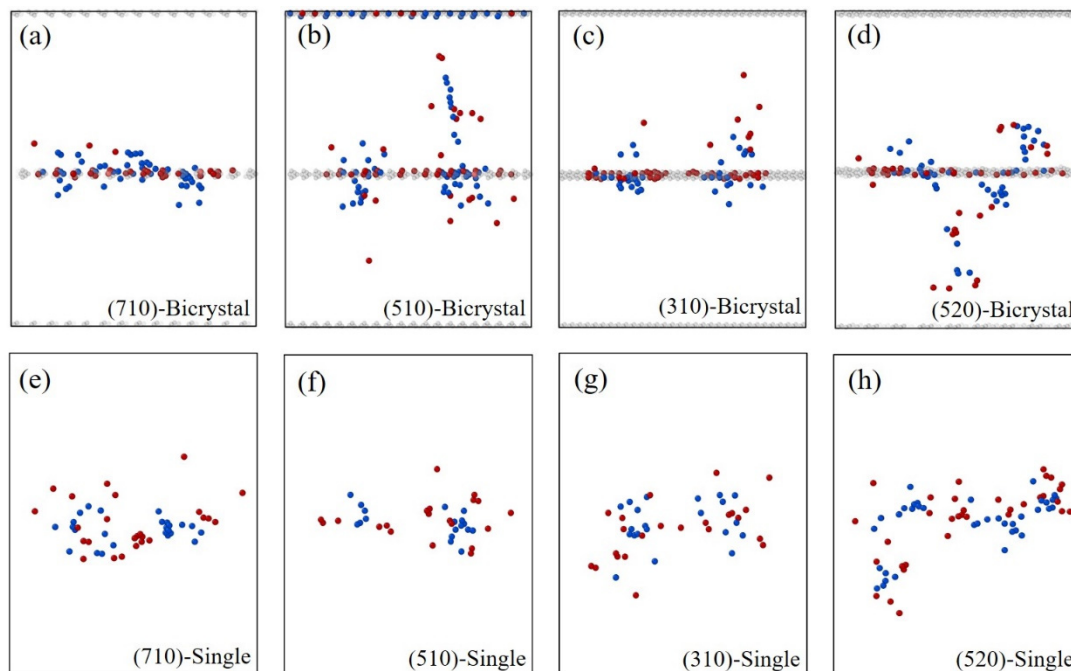 (a)
(b)
(c)
(d)
(710)-Bicrystal
(510)-Bicrystal
(310)-Bicrystal
(520)-Bicrystal
(e)
(f)
(g)
(h)
(710)-Single
(510)-Single
(310)-Single
(520)-Single